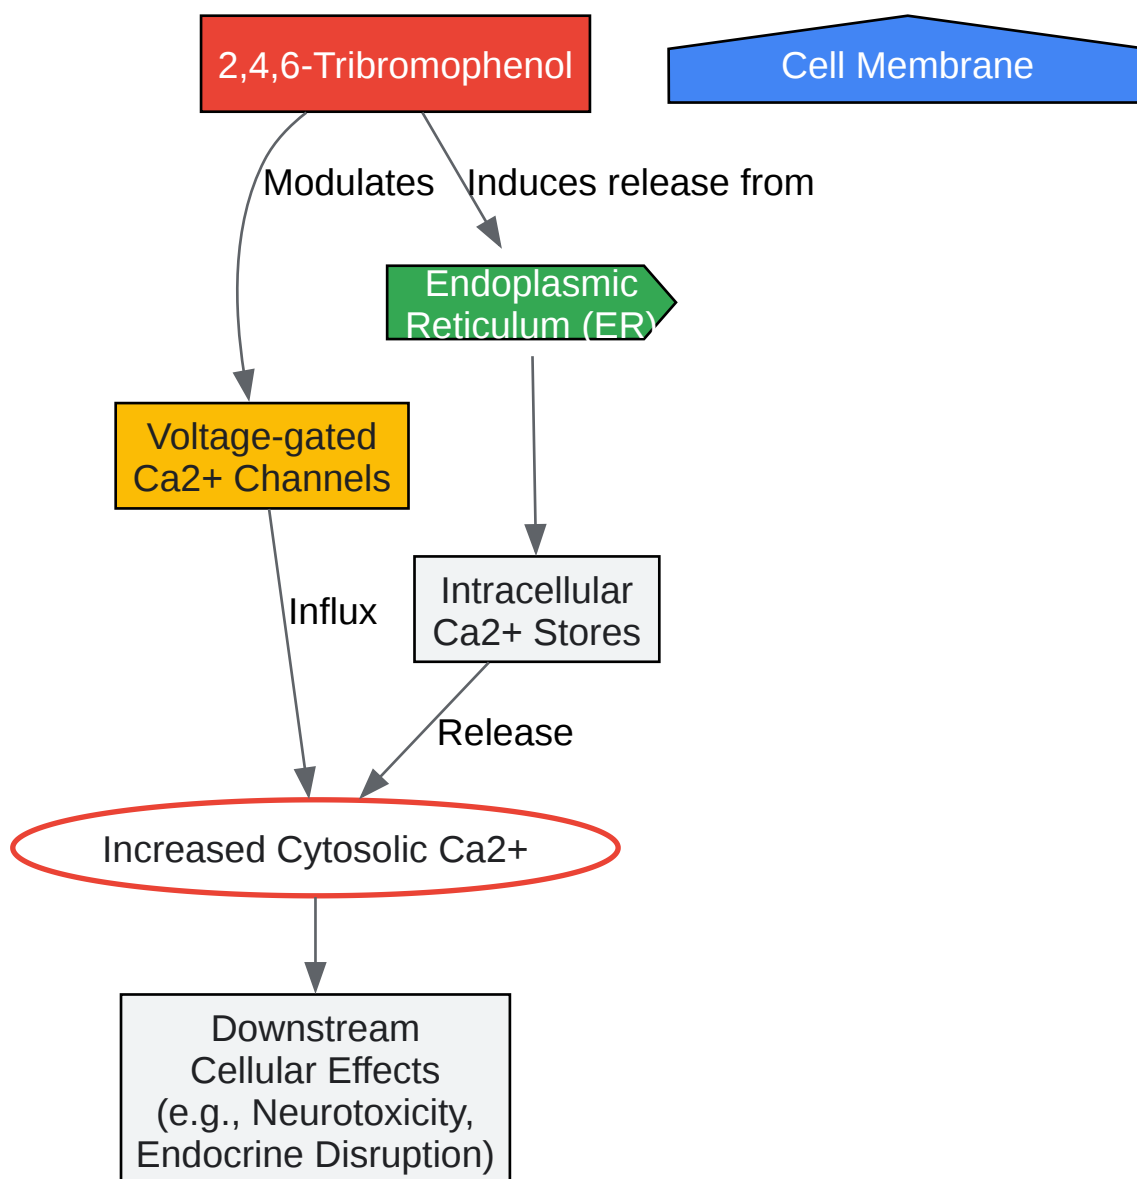 2,4,6-Tribromophenol
Cell Membrane
Modulates
Induces release from
Endoplasmic
Reticulum (ER)
Voltage-gated
Ca2+ Channels
Intracellular
Ca2+ Stores
Influx
Release
Increased Cytosolic Ca2+
Downstream
Cellular Effects
(e.g., Neurotoxicity,
Endocrine Disruption)